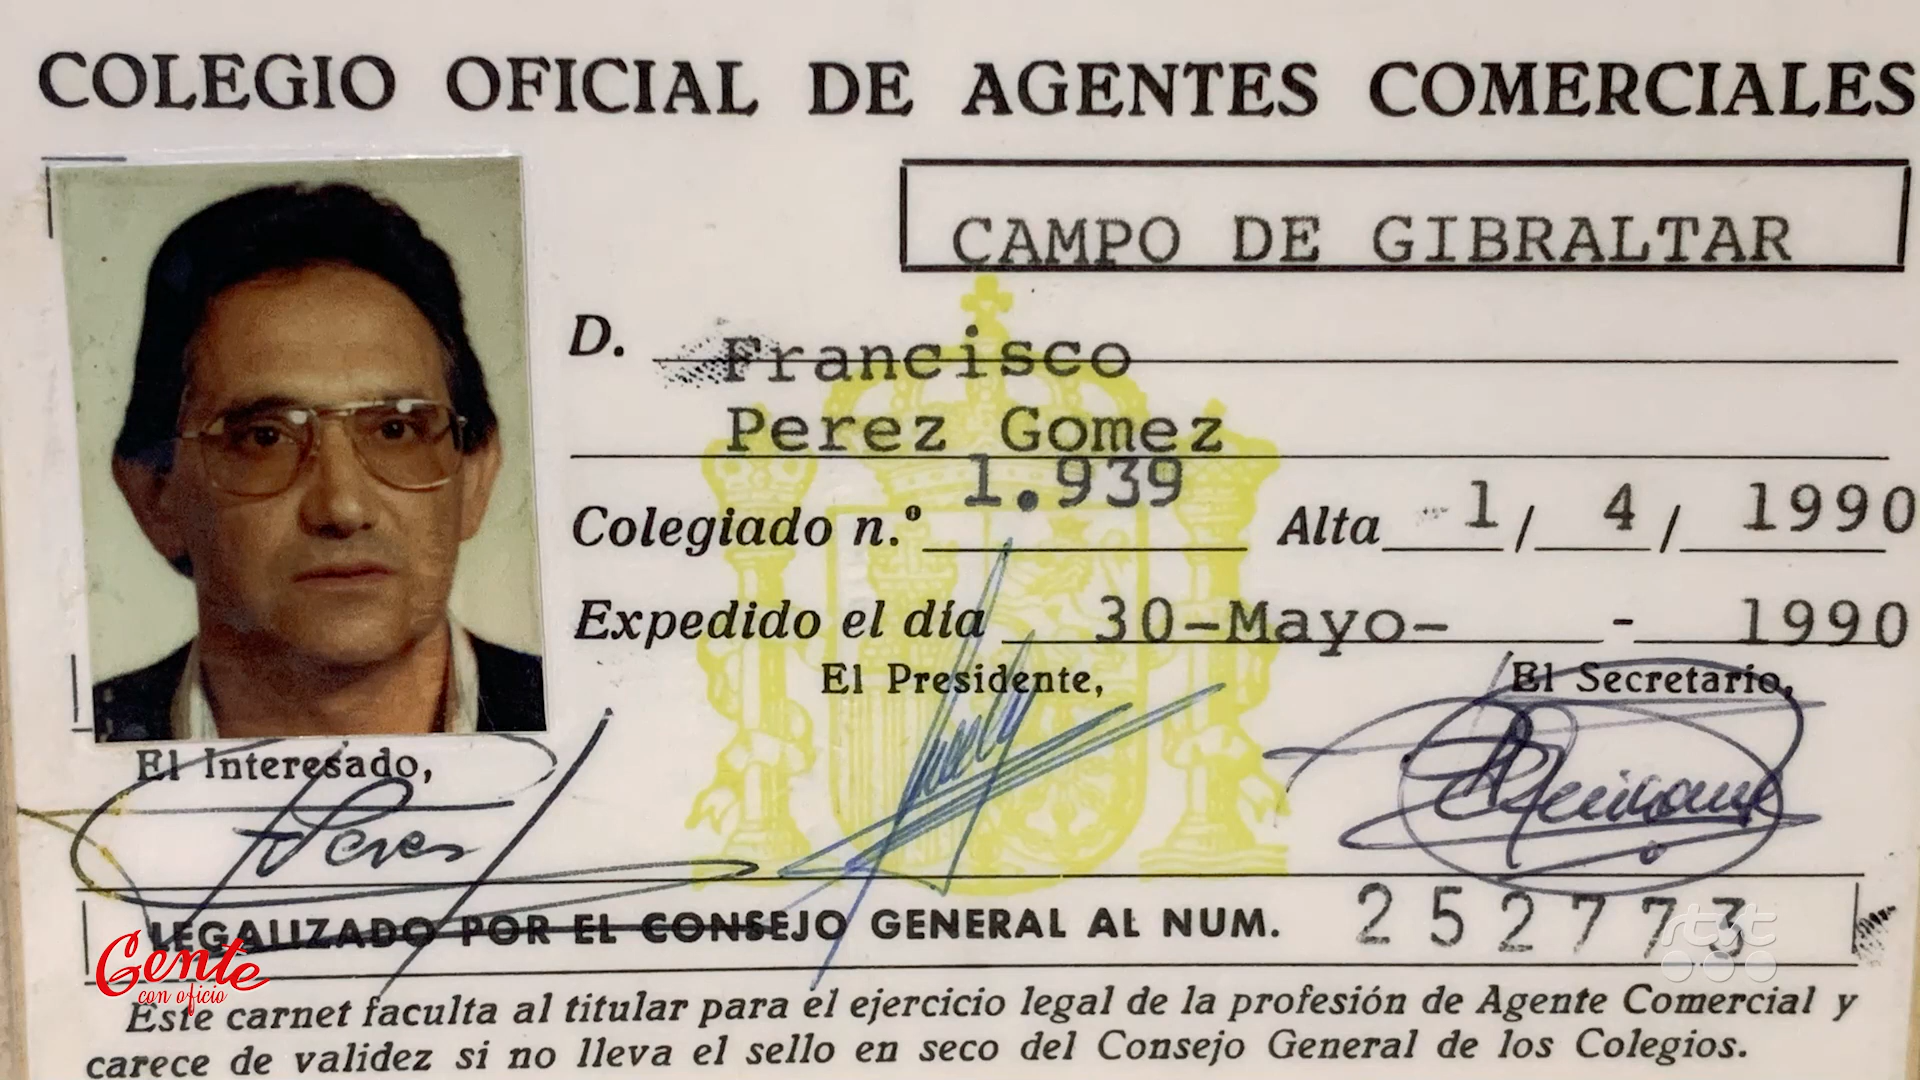 COLEGIO OFICIAL DE AGENTES COMERCIALES
CAMPO DE GIBRALTAR
D. Francisco
Perez Gomez
Colegiado n.º 1.939 Alta 1 / 4 / 1990
Expedido el día 30-Mayo- - 1990
El Presidente,
El Secretario,
El Interesado,
F Perez
LEGALIZADO POR EL CONSEJO GENERAL AL NUM. 252773
rtst
Gente
con oficio
Este carnet faculta al titular para el ejercicio legal de la profesión de Agente Comercial y
carece de validez si no lleva el sello en seco del Consejo General de los Colegios.